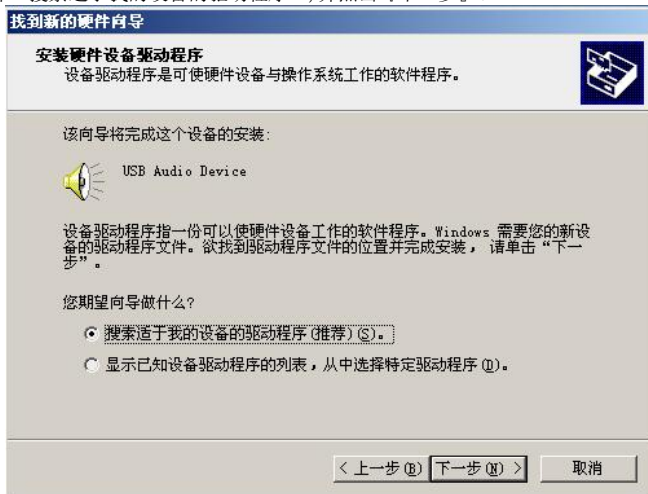 找到新的硬件向导
安装硬件设备驱动程序
设备驱动程序是可使硬件设备与操作系统工作的软件程序。
该向导将完成这个设备的安装:
USB Audio Device
设备驱动程序指一份可以使硬件设备工作的软件程序。Windows 需要您的新设
备的驱动程序文件。欲找到驱动程序文件的位置并完成安装，请单击“下一
步”。
您期望向导做什么?
搜索适于我的设备的驱动程序(推荐)(S)。
显示已知设备驱动程序的列表，从中选择特定驱动程序(D)。
< 上一步(B) 下一步(N) > 取消